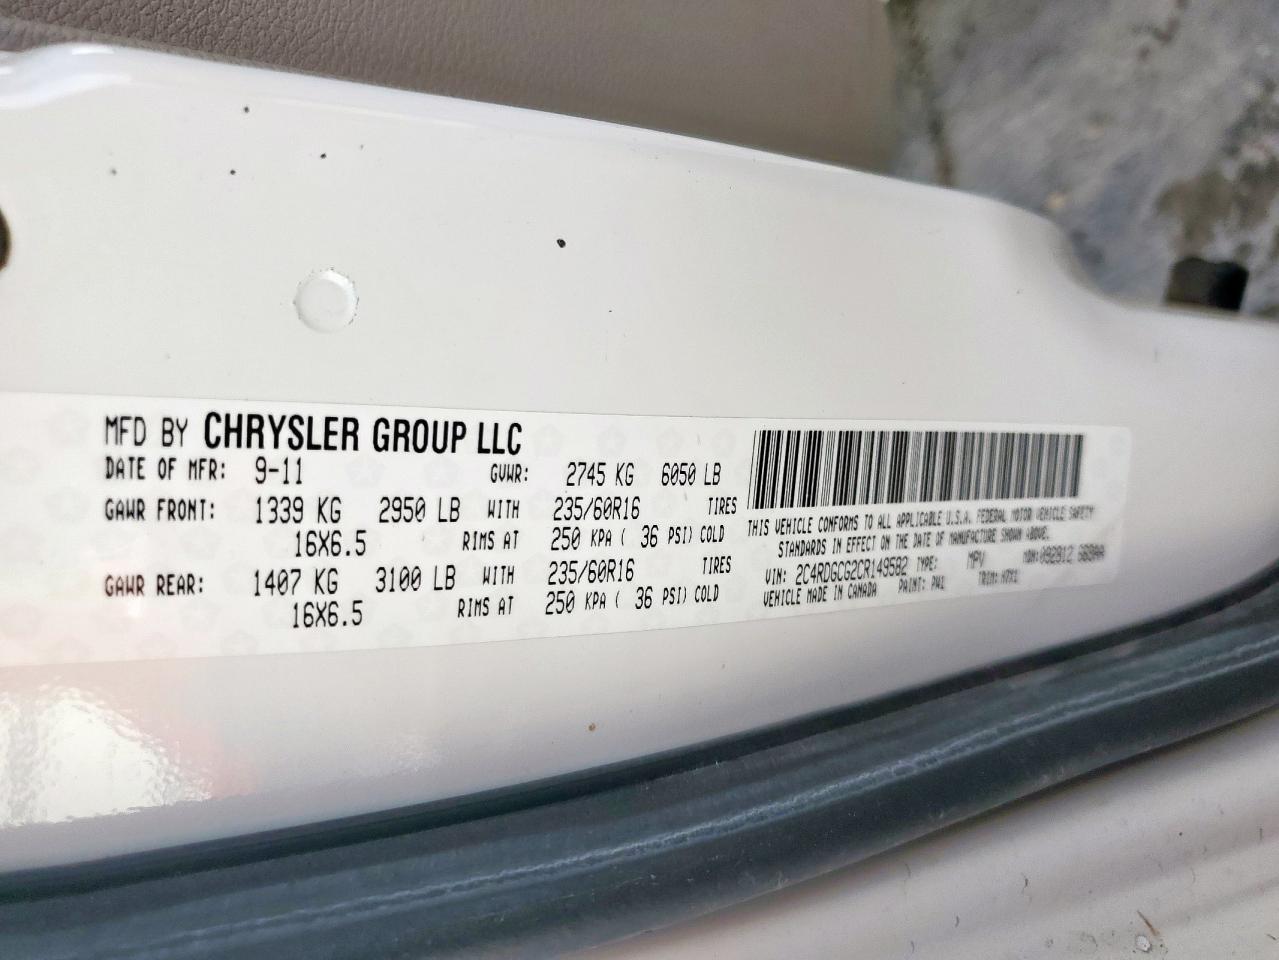 MFD BY CHRYSLER GROUP LLC
DATE OF MFR: 9-11 GVWR: 2745 KG 6050 LB
GAWR FRONT: 1339 KG 2950 LB WITH 235/60R16 TIRES
16X6.5 RIMS AT 250 KPA ( 36 PSI) COLD
GAWR REAR: 1407 KG 3100 LB WITH 235/60R16 TIRES
16X6.5 RIMS AT 250 KPA ( 36 PSI) COLD
THIS VEHICLE CONFORMS TO ALL APPLICABLE U.S.A. FEDERAL MOTOR VEHICLE SAFETY
STANDARDS IN EFFECT ON THE DATE OF MANUFACTURE SHOWN ABOVE.
VIN: 2C4RDGCG2CR149582 TYPE: MPV MDH:092912
VEHICLE MADE IN CANADA PAINT: PW1 TRIM: